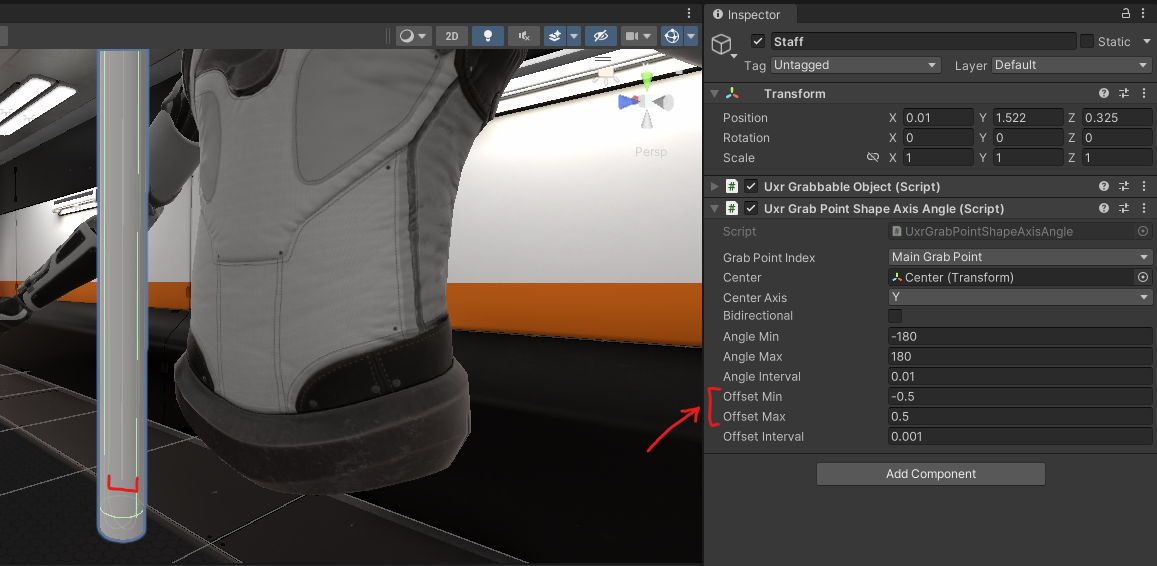 Inspector
2D
Staff
Static
Tag Untagged Layer Default
Transform
Position X 0.01 Y 1.522 Z 0.325
Rotation X 0 Y 0 Z 0
Scale X 1 Y 1 Z 1
Persp
Uxr Grabbable Object (Script)
# Uxr Grab Point Shape Axis Angle (Script)
Script UxrGrabPointShapeAxisAngle
Grab Point Index Main Grab Point
Center Center (Transform)
Center Axis Y
Bidirectional
Angle Min -180
Angle Max 180
Angle Interval 0.01
Offset Min -0.5
Offset Max 0.5
Offset Interval 0.001
Add Component